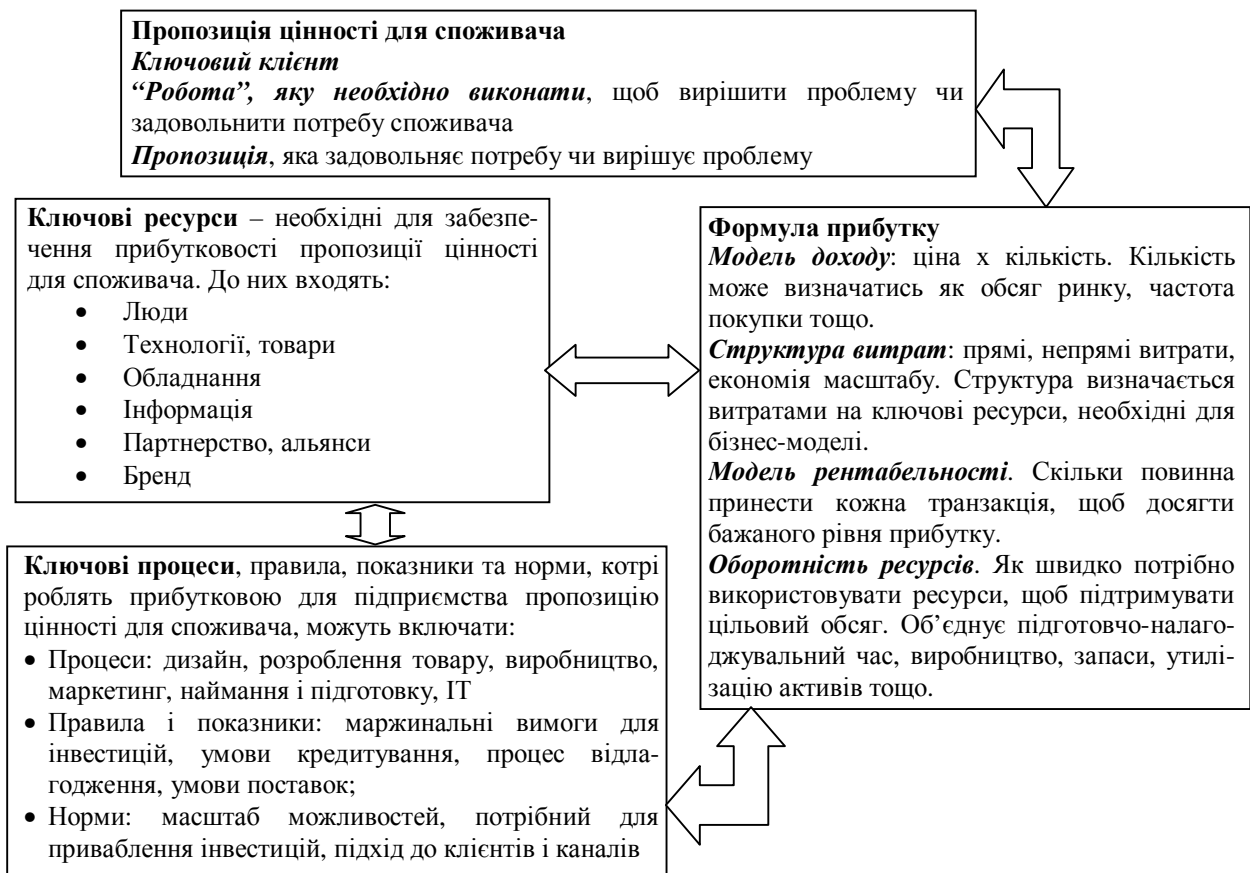 Пропозиція цінності для споживача
Ключовий клієнт
“Робота”, яку необхідно виконати, щоб вирішити проблему чи
задовольнити потребу споживача
Пропозиція, яка задовольняє потребу чи вирішує проблему
Ключові ресурси – необхідні для забезпе-
чення прибутковості пропозиції цінності
для споживача. До них входять:
• Люди
• Технології, товари
• Обладнання
• Інформація
• Партнерство, альянси
• Бренд
Формула прибутку
Модель доходу: ціна х кількість. Кількість
може визначатись як обсяг ринку, частота
покупки тощо.
Структура витрат: прямі, непрямі витрати,
економія масштабу. Структура визначається
витратами на ключові ресурси, необхідні для
бізнес-моделі.
Модель рентабельності. Скільки повинна
принести кожна транзакція, щоб досягти
бажаного рівня прибутку.
Оборотність ресурсів. Як швидко потрібно
використовувати ресурси, щоб підтримувати
цільовий обсяг. Об’єднує підготовчо-налаго-
джувальний час, виробництво, запаси, утилі-
зацію активів тощо.
Ключові процеси, правила, показники та норми, котрі
роблять прибутковою для підприємства пропозицію
цінності для споживача, можуть включати:
• Процеси: дизайн, розроблення товару, виробництво,
маркетинг, наймання і підготовку, ІТ
• Правила і показники: маржинальні вимоги для
інвестицій, умови кредитування, процес відла-
годження, умови поставок;
• Норми: масштаб можливостей, потрібний для
приваблення інвестицій, підхід до клієнтів і каналів